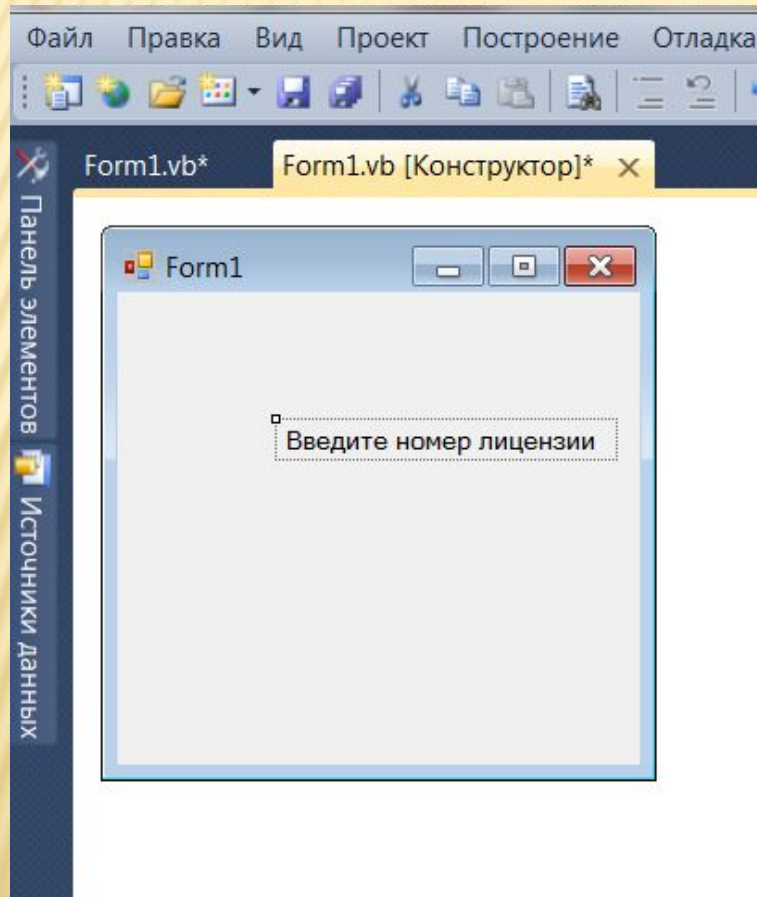 Файл Правка Вид Проект Построение Отладка
Form1.vb* Form1.vb [Конструктор]*
Панель элементов
Источники данных
Form1
Введите номер лицензии